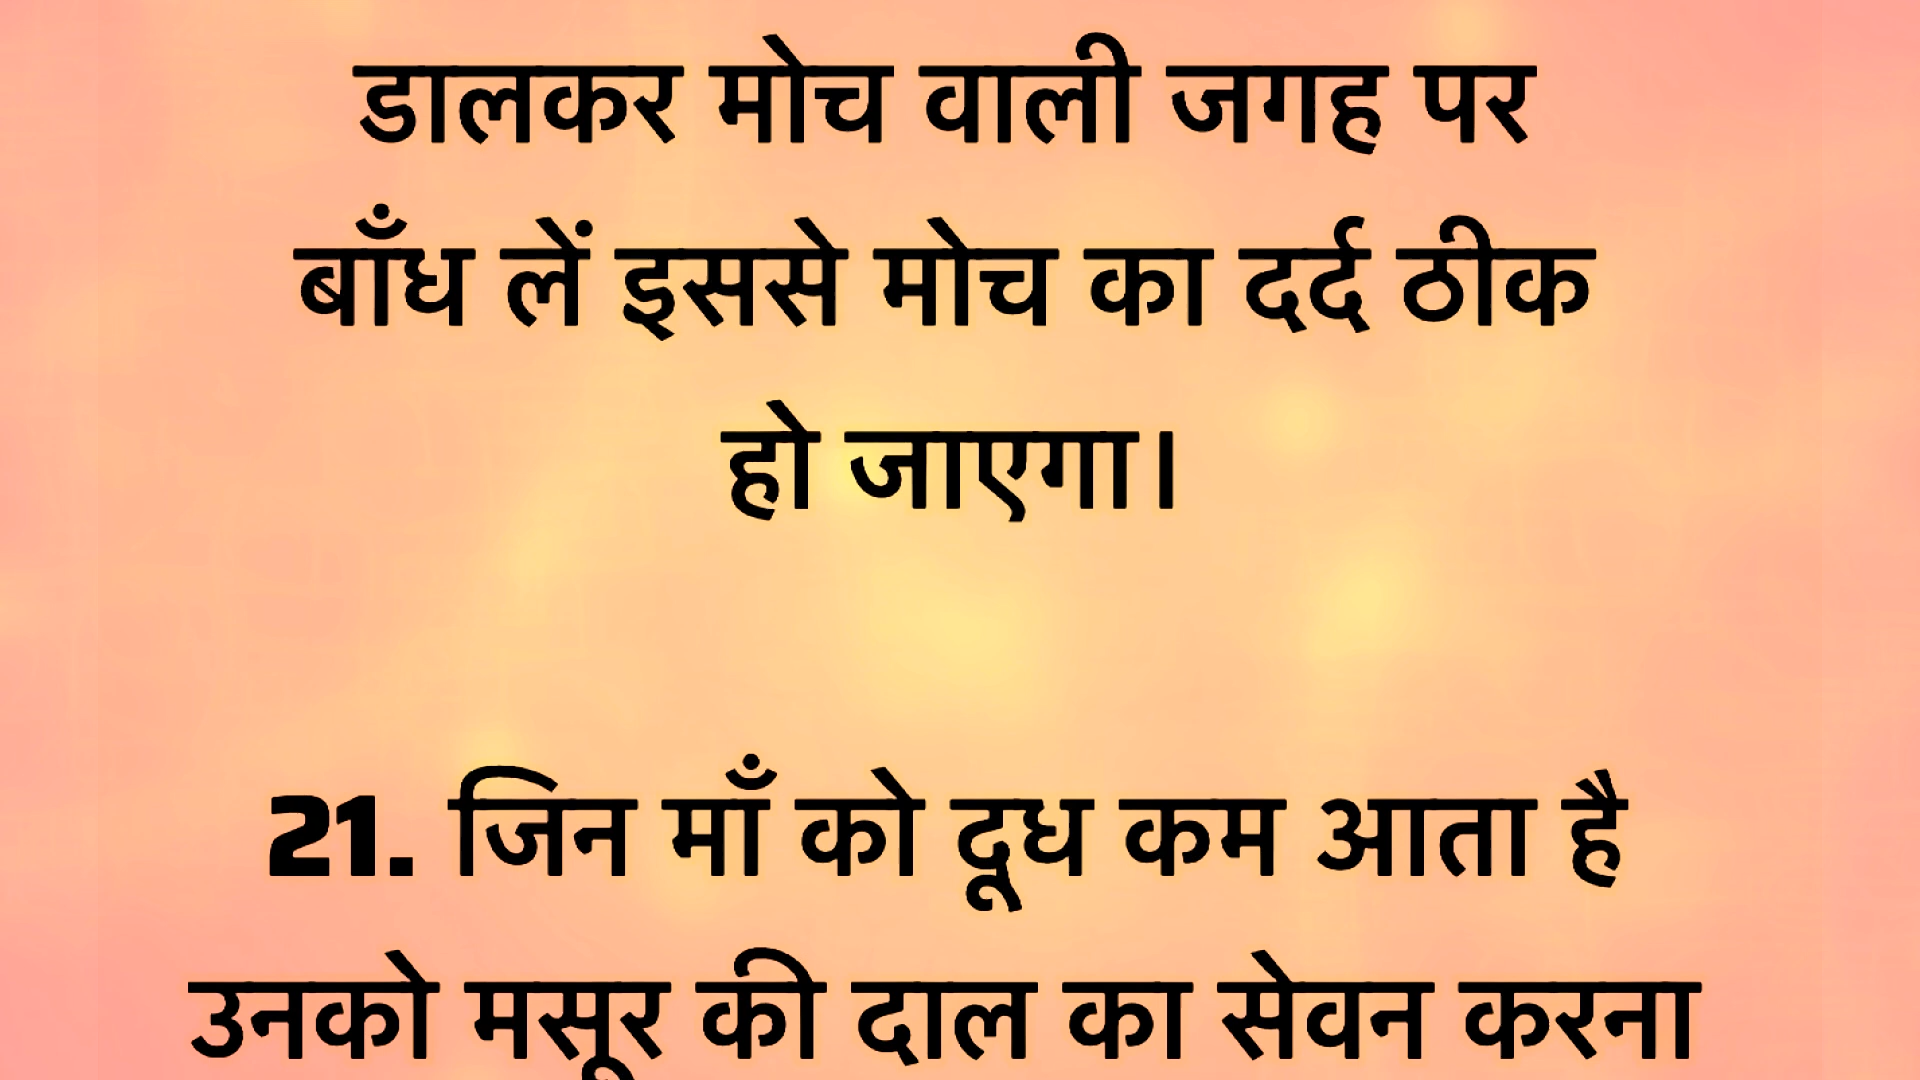 डालकर मोच वाली जगह पर
बाँध लें इससे मोच का दर्द ठीक
हो जाएगा।
21. जिन माँ को दूध कम आता है
उनको मसूर की दाल का सेवन करना